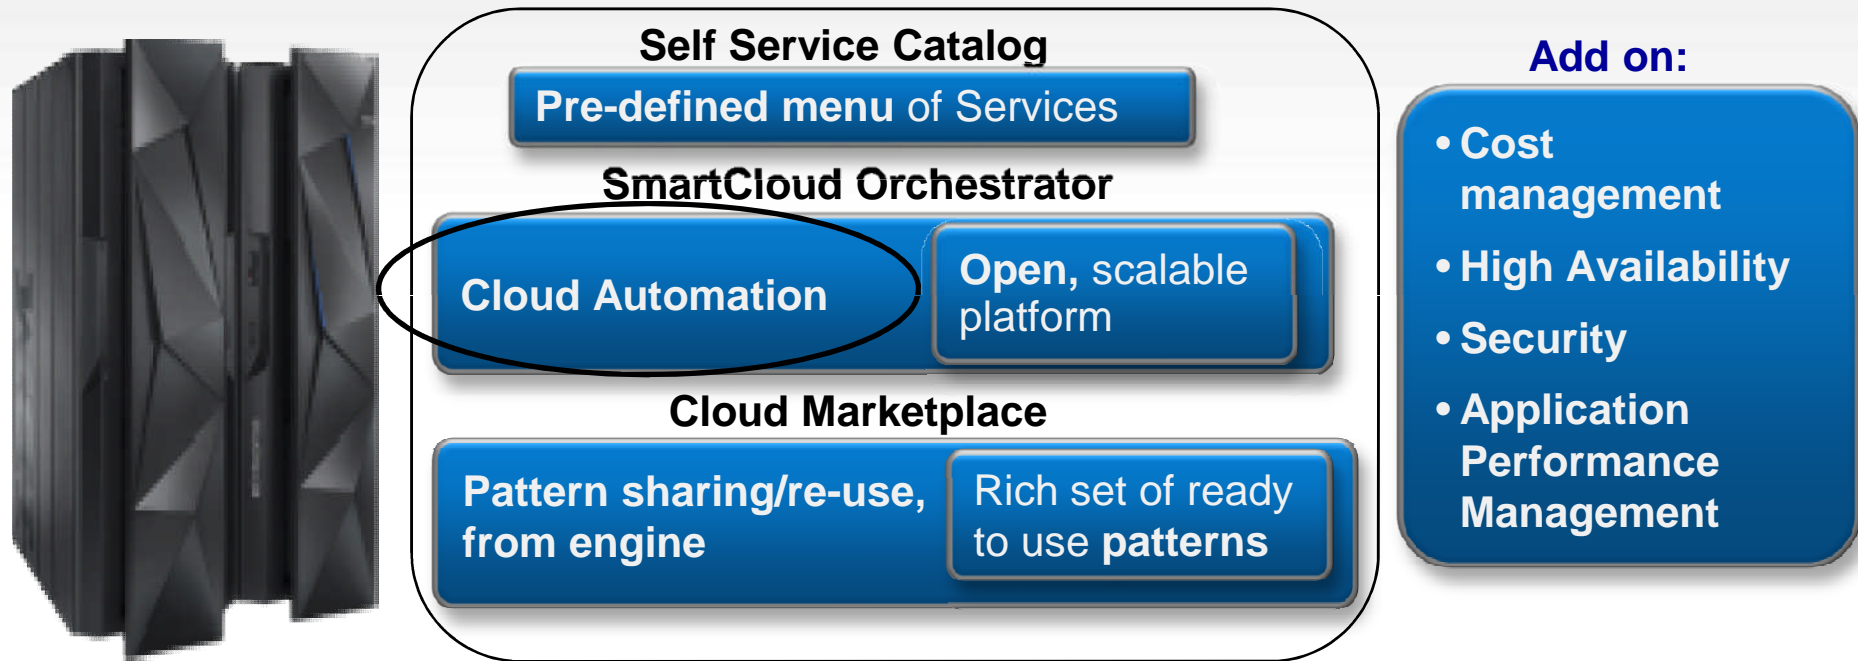 Self Service Catalog
Pre-defined menu of Services
SmartCloud Orchestrator
Cloud Automation
Open, scalable
platform
Cloud Marketplace
Pattern sharing/re-use,
from engine
Rich set of ready
to use patterns
Add on:
• Cost
management
• High Availability
• Security
• Application
Performance
Management